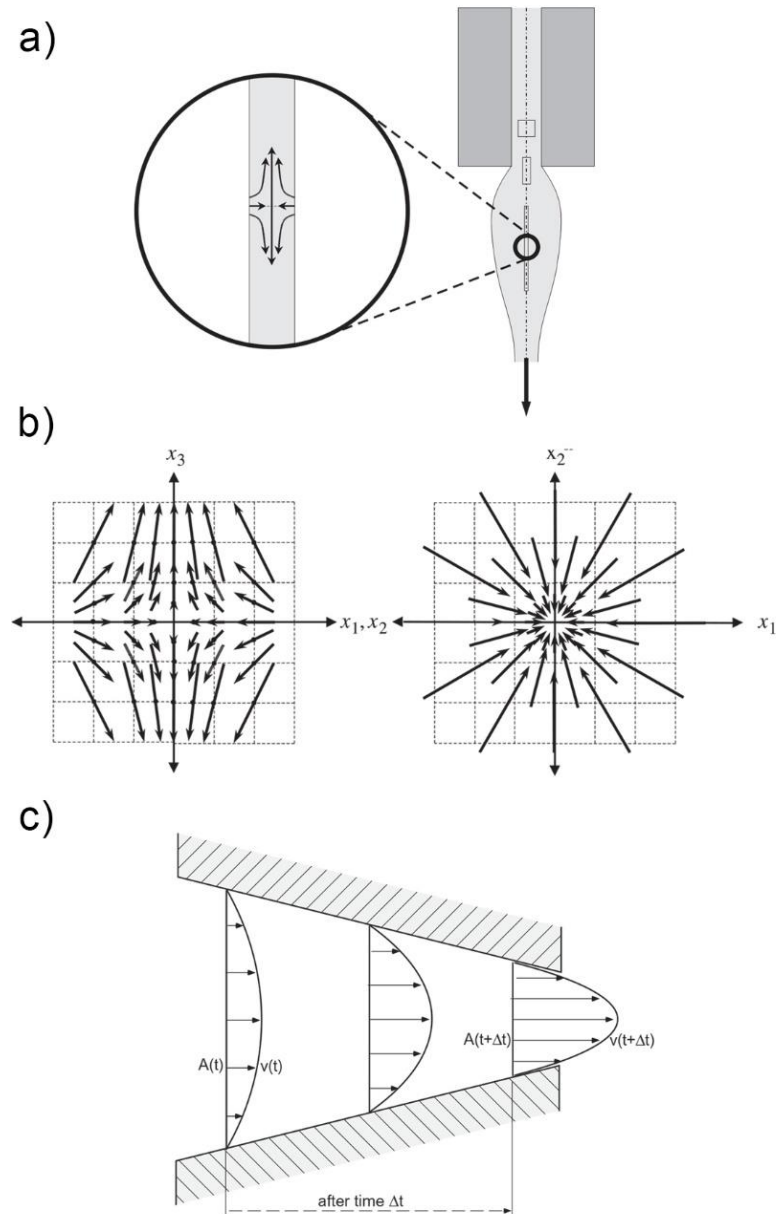 a)
b)
x3
x1, x2
x2--
x1
c)
A(t)
v(t)
A(t+Δt)
v(t+Δt)
after time Δt